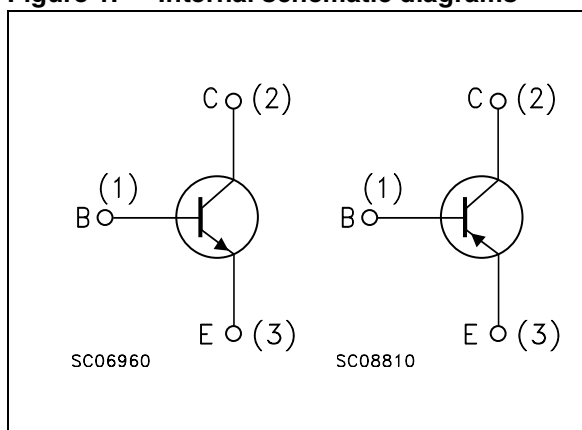 Figure 1. Internal schematic diagrams
C (2)
C (2)
(1)
(1)
B
B
E (3)
E (3)
SC06960
SC08810